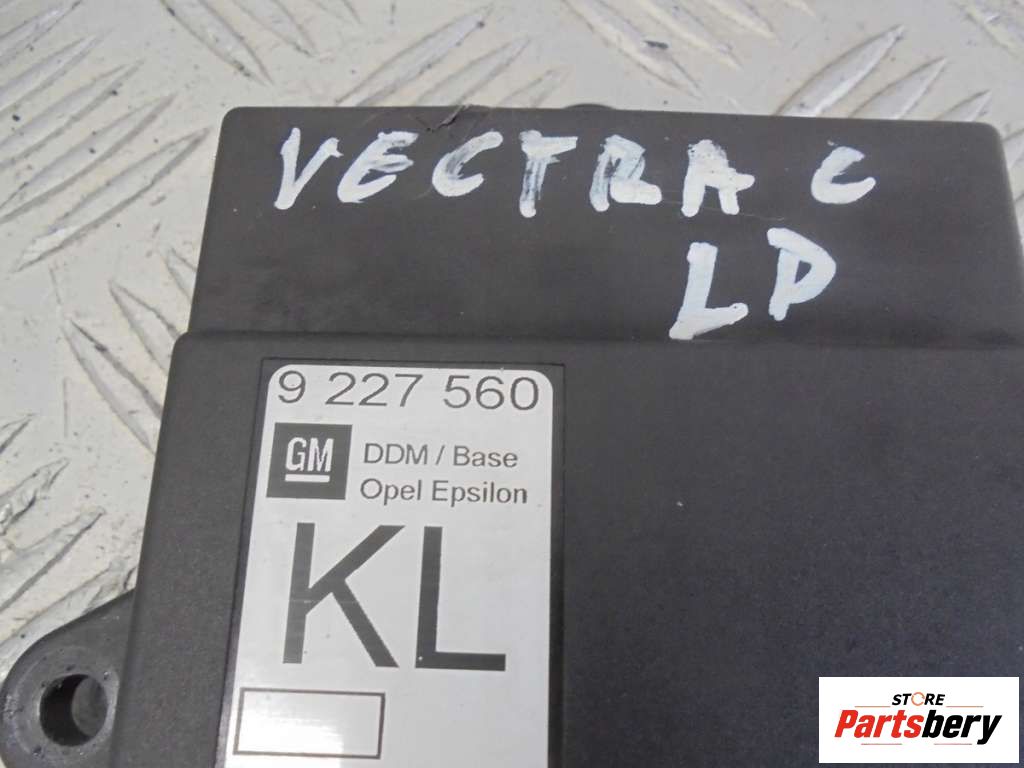 VECTRA C
LP
9 227 560
GM
DDM / Base
Opel Epsilon
KL
STORE
Partsbery